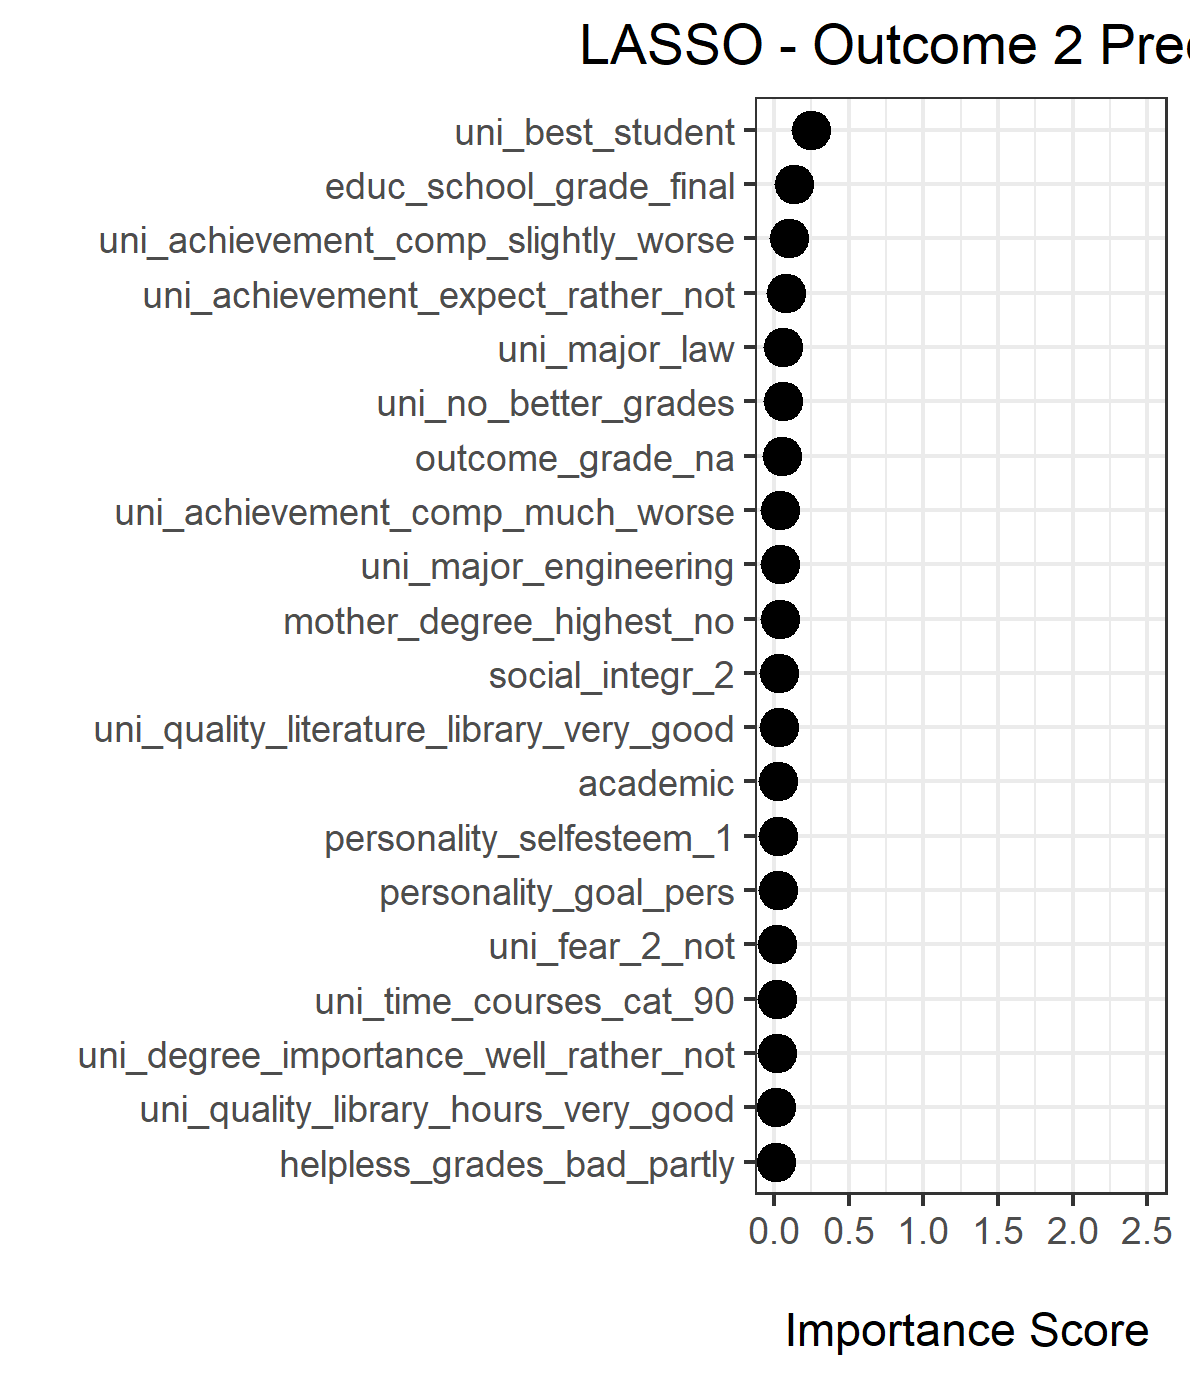 LASSO - Outcome 2 Pre
uni_best_student
educ_school_grade_final
uni_achievement_comp_slightly_worse
uni_achievement_expect_rather_not
uni_major_law
uni_no_better_grades
outcome_grade_na
uni_achievement_comp_much_worse
uni_major_engineering
mother_degree_highest_no
social_integr_2
uni_quality_literature_library_very_good
academic
personality_selfesteem_1
personality_goal_pers
uni_fear_2_not
uni_time_courses_cat_90
uni_degree_importance_well_rather_not
uni_quality_library_hours_very_good
helpless_grades_bad_partly
0.0 0.5 1.0 1.5 2.0 2.5
Importance Score